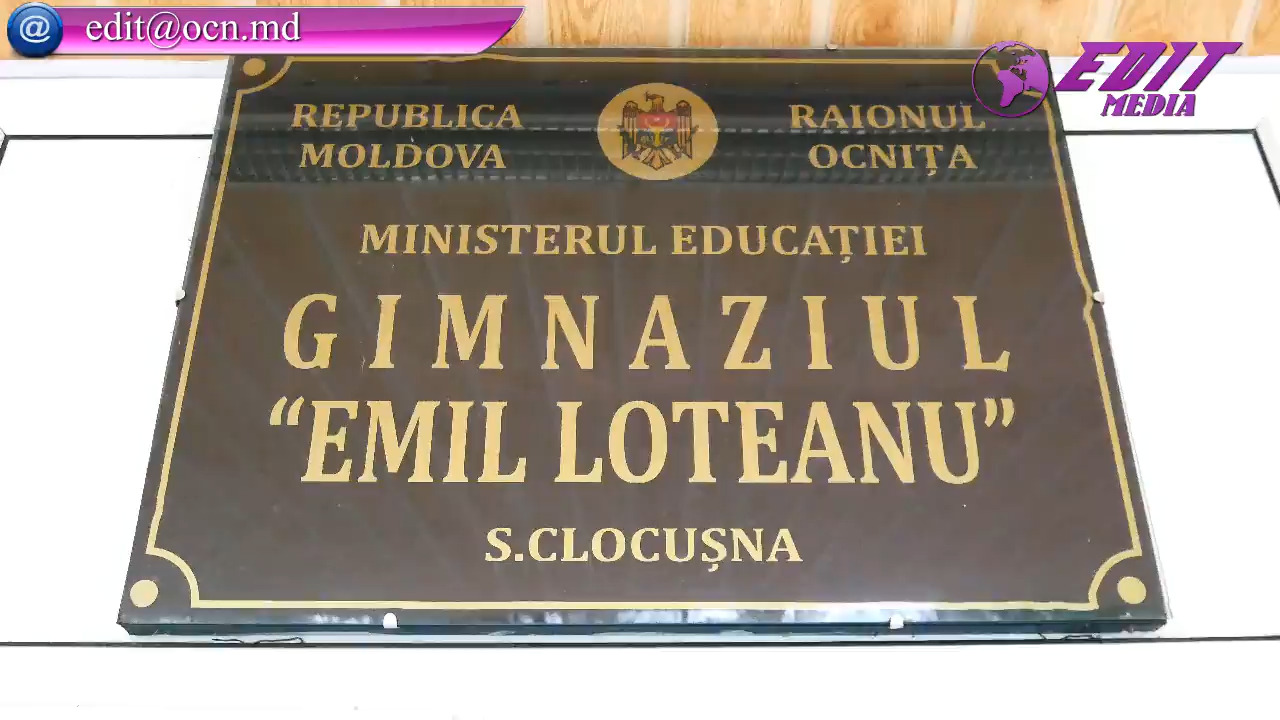 @ edit@ocn.md
EDIT
MEDIA
REPUBLICA
MOLDOVA
RAIONUL
OCNIȚA
MINISTERUL EDUCAȚIEI
GIMNAZIUL
“EMIL LOTEANU”
S.CLOCUȘNA